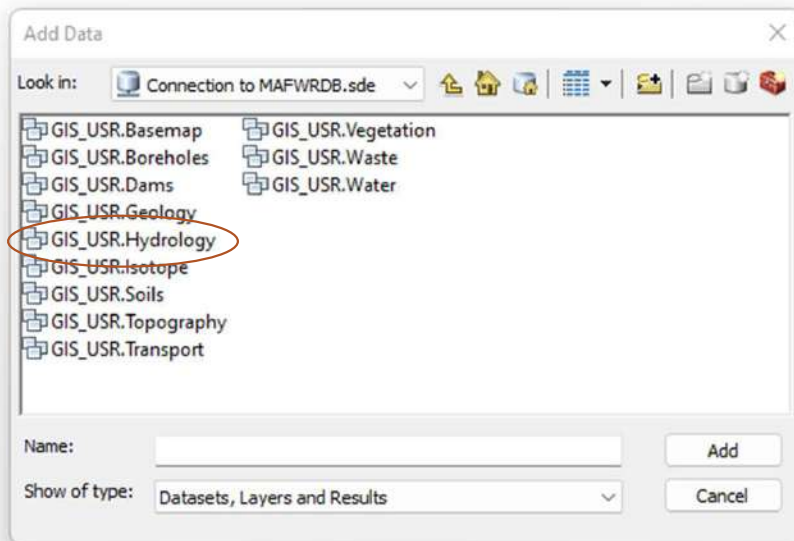 Add Data
Look in: Connection to MAFWRDB.sde
GIS_USR.Basemap
GIS_USR.Boreholes
GIS_USR.Dams
GIS_USR.Geology
GIS_USR.Hydrology
GIS_USR.Isotope
GIS_USR.Soils
GIS_USR.Topography
GIS_USR.Transport
GIS_USR.Vegetation
GIS_USR.Waste
GIS_USR.Water
Name:
Add
Show of type: Datasets, Layers and Results
Cancel